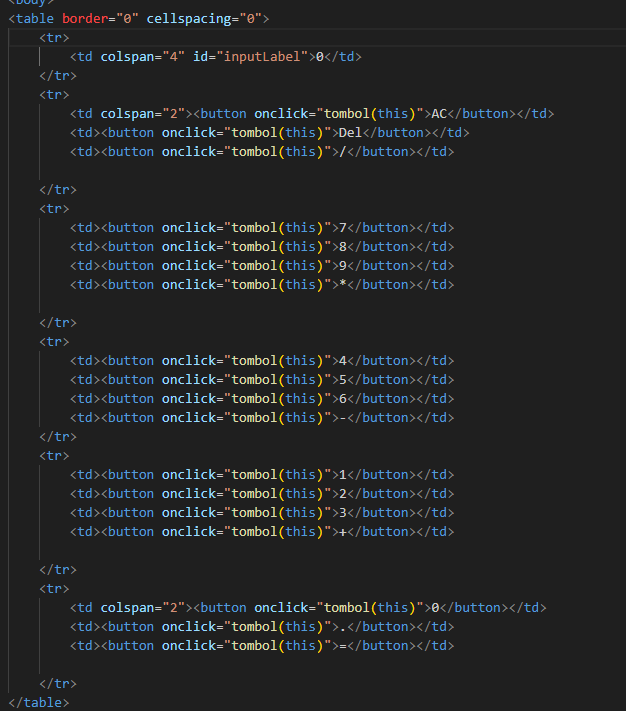 <body>
<table border="0" cellspacing="0">
<tr>
<td colspan="4" id="inputLabel">0</td>
</tr>
<tr>
<td colspan="2"><button onclick="tombol(this)">AC</button></td>
<td><button onclick="tombol(this)">Del</button></td>
<td><button onclick="tombol(this)">/</button></td>
</tr>
<tr>
<td><button onclick="tombol(this)">7</button></td>
<td><button onclick="tombol(this)">8</button></td>
<td><button onclick="tombol(this)">9</button></td>
<td><button onclick="tombol(this)">*</button></td>
</tr>
<tr>
<td><button onclick="tombol(this)">4</button></td>
<td><button onclick="tombol(this)">5</button></td>
<td><button onclick="tombol(this)">6</button></td>
<td><button onclick="tombol(this)">-</button></td>
</tr>
<tr>
<td><button onclick="tombol(this)">1</button></td>
<td><button onclick="tombol(this)">2</button></td>
<td><button onclick="tombol(this)">3</button></td>
<td><button onclick="tombol(this)">+</button></td>
</tr>
<tr>
<td colspan="2"><button onclick="tombol(this)">0</button></td>
<td><button onclick="tombol(this)">.</button></td>
<td><button onclick="tombol(this)">=</button></td>
</tr>
</table>